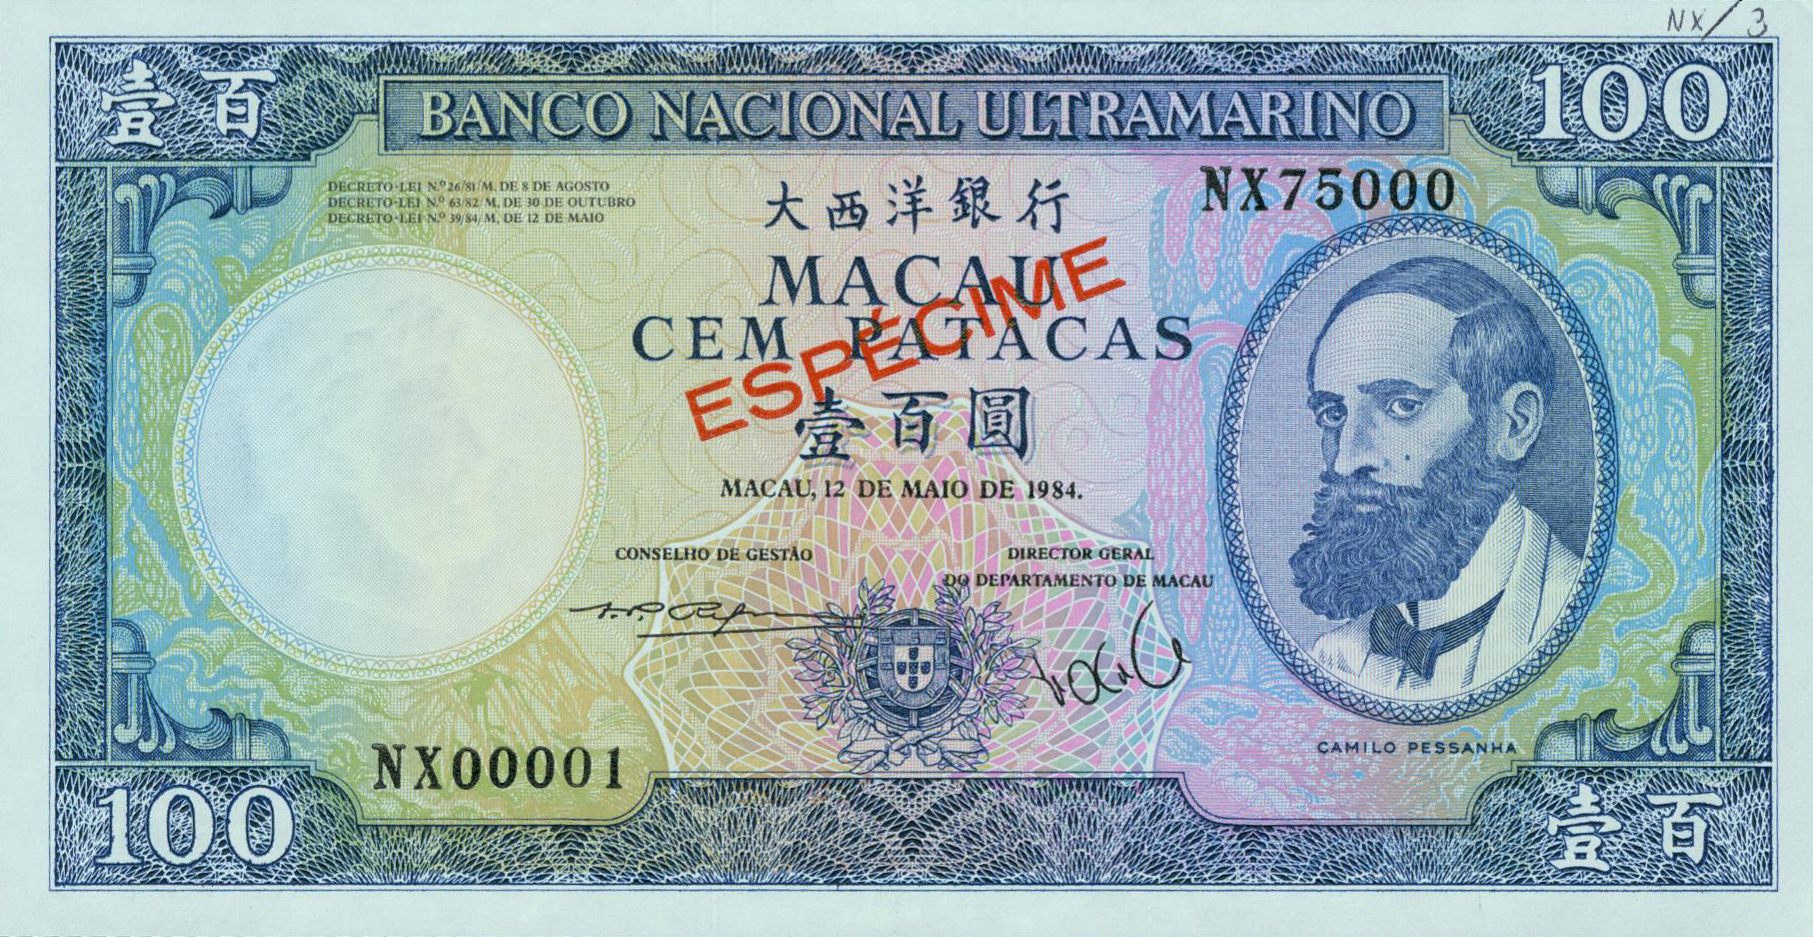 NX/3
壹百
BANCO NACIONAL ULTRAMARINO
100
DECRETO-LEI N.º 26/81/M, DE 8 DE AGOSTO
DECRETO-LEI N.º 63/82/M, DE 30 DE OUTUBRO
DECRETO-LEI N.º 39/84/M, DE 12 DE MAIO
大西洋銀行
NX75000
MACAU
CEM PATACAS
ESPÉCIME
壹百圓
MACAU, 12 DE MAIO DE 1984.
CONSELHO DE GESTÃO
DIRECTOR GERAL
DO DEPARTAMENTO DE MACAU
CAMILO PESSANHA
NX00001
100
壹百